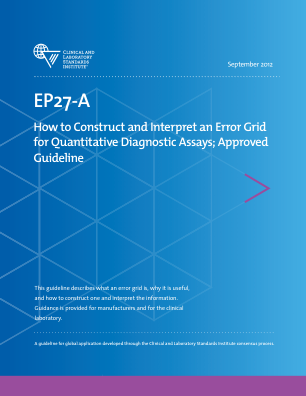 CLINICAL AND
LABORATORY
STANDARDS
INSTITUTE
September 2012
EP27-A
How to Construct and Interpret an Error Grid
for Quantitative Diagnostic Assays; Approved
Guideline
This guideline describes what an error grid is, why it is useful,
and how to construct one and interpret the information.
Guidance is provided for manufacturers and for the clinical
laboratory.
A guideline for global application developed through the Clinical and Laboratory Standards Institute consensus process.